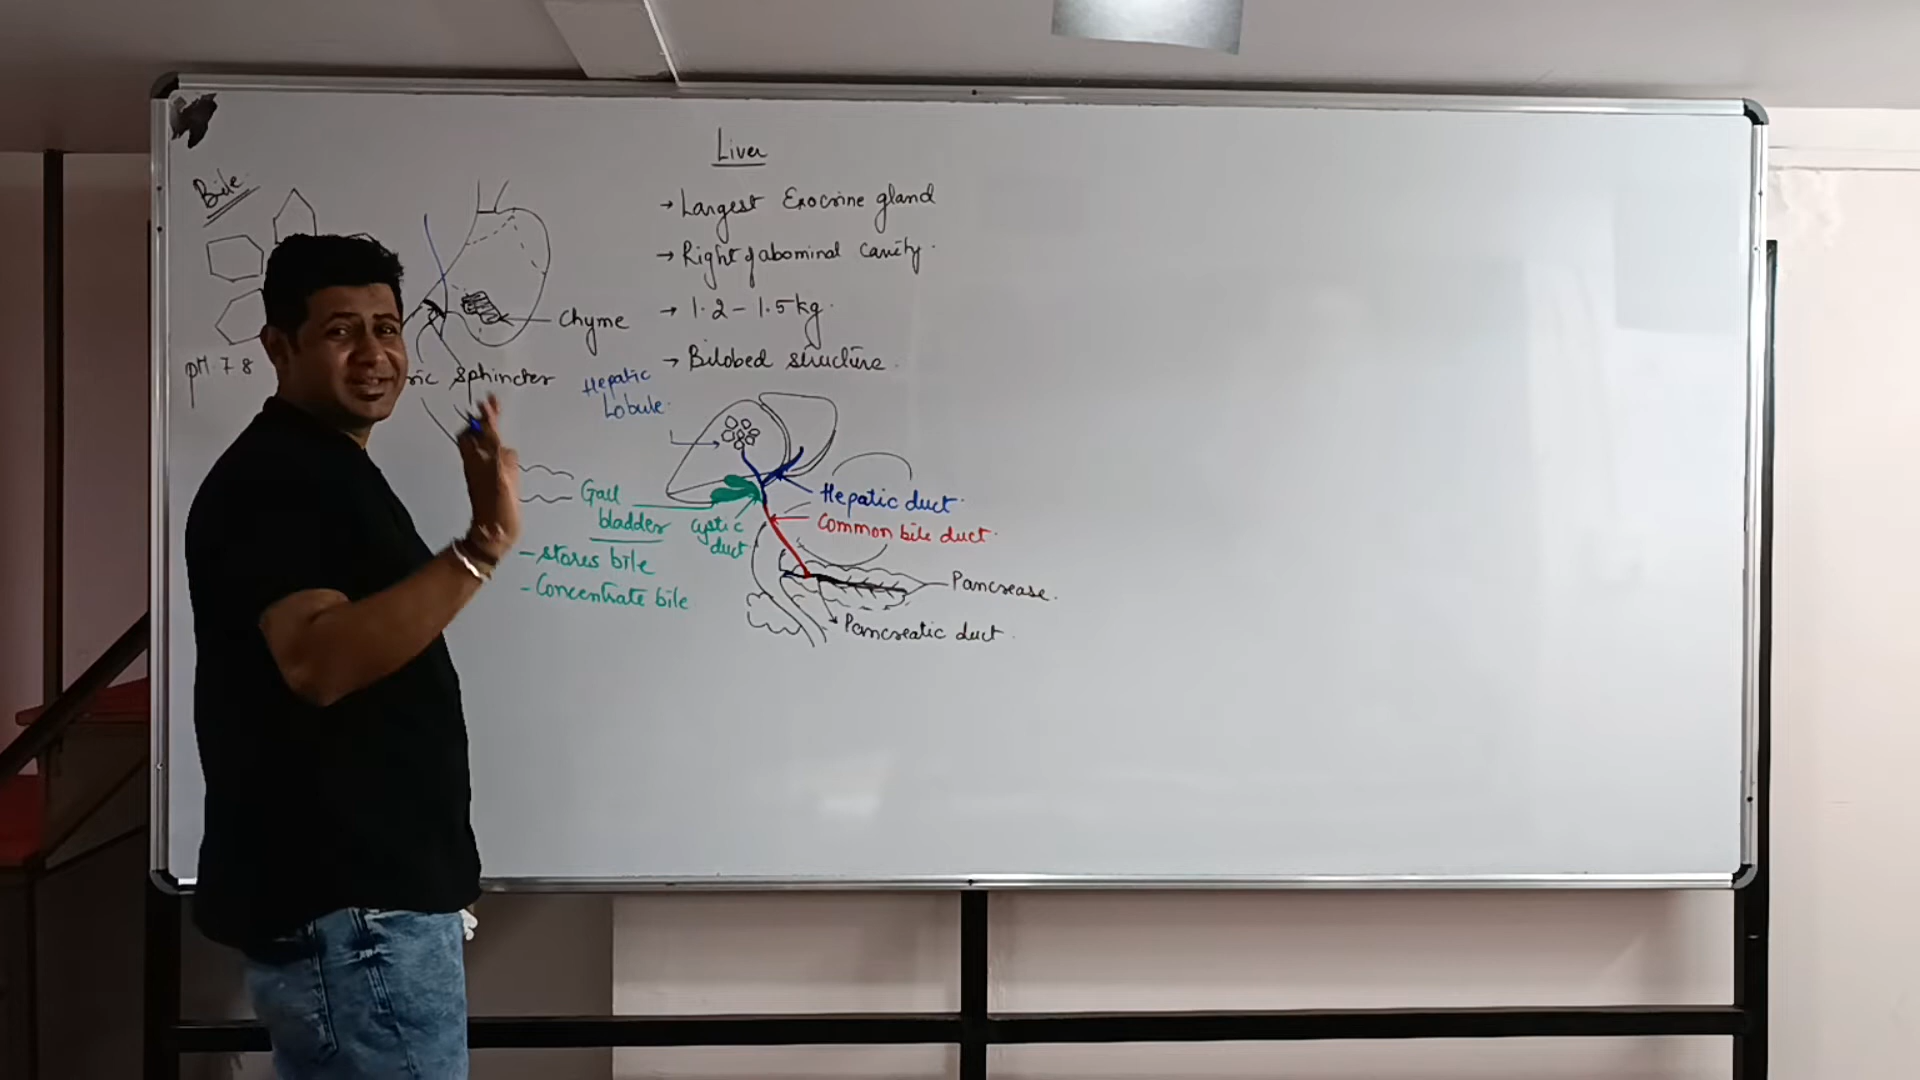 Liver
Bile
→ Largest Exocrine gland
→ Right of abominal cavity.
→ 1.2 - 1.5 kg.
→ Bilobed structure.
Chyme
pH 7.8
ric Sphincter
Hepatic
Lobule.
Gall
bladder
- stores bile
- Concentrate bile
Cystic
duct
Hepatic duct.
Common bile duct.
Pancrease.
Pancreatic duct.